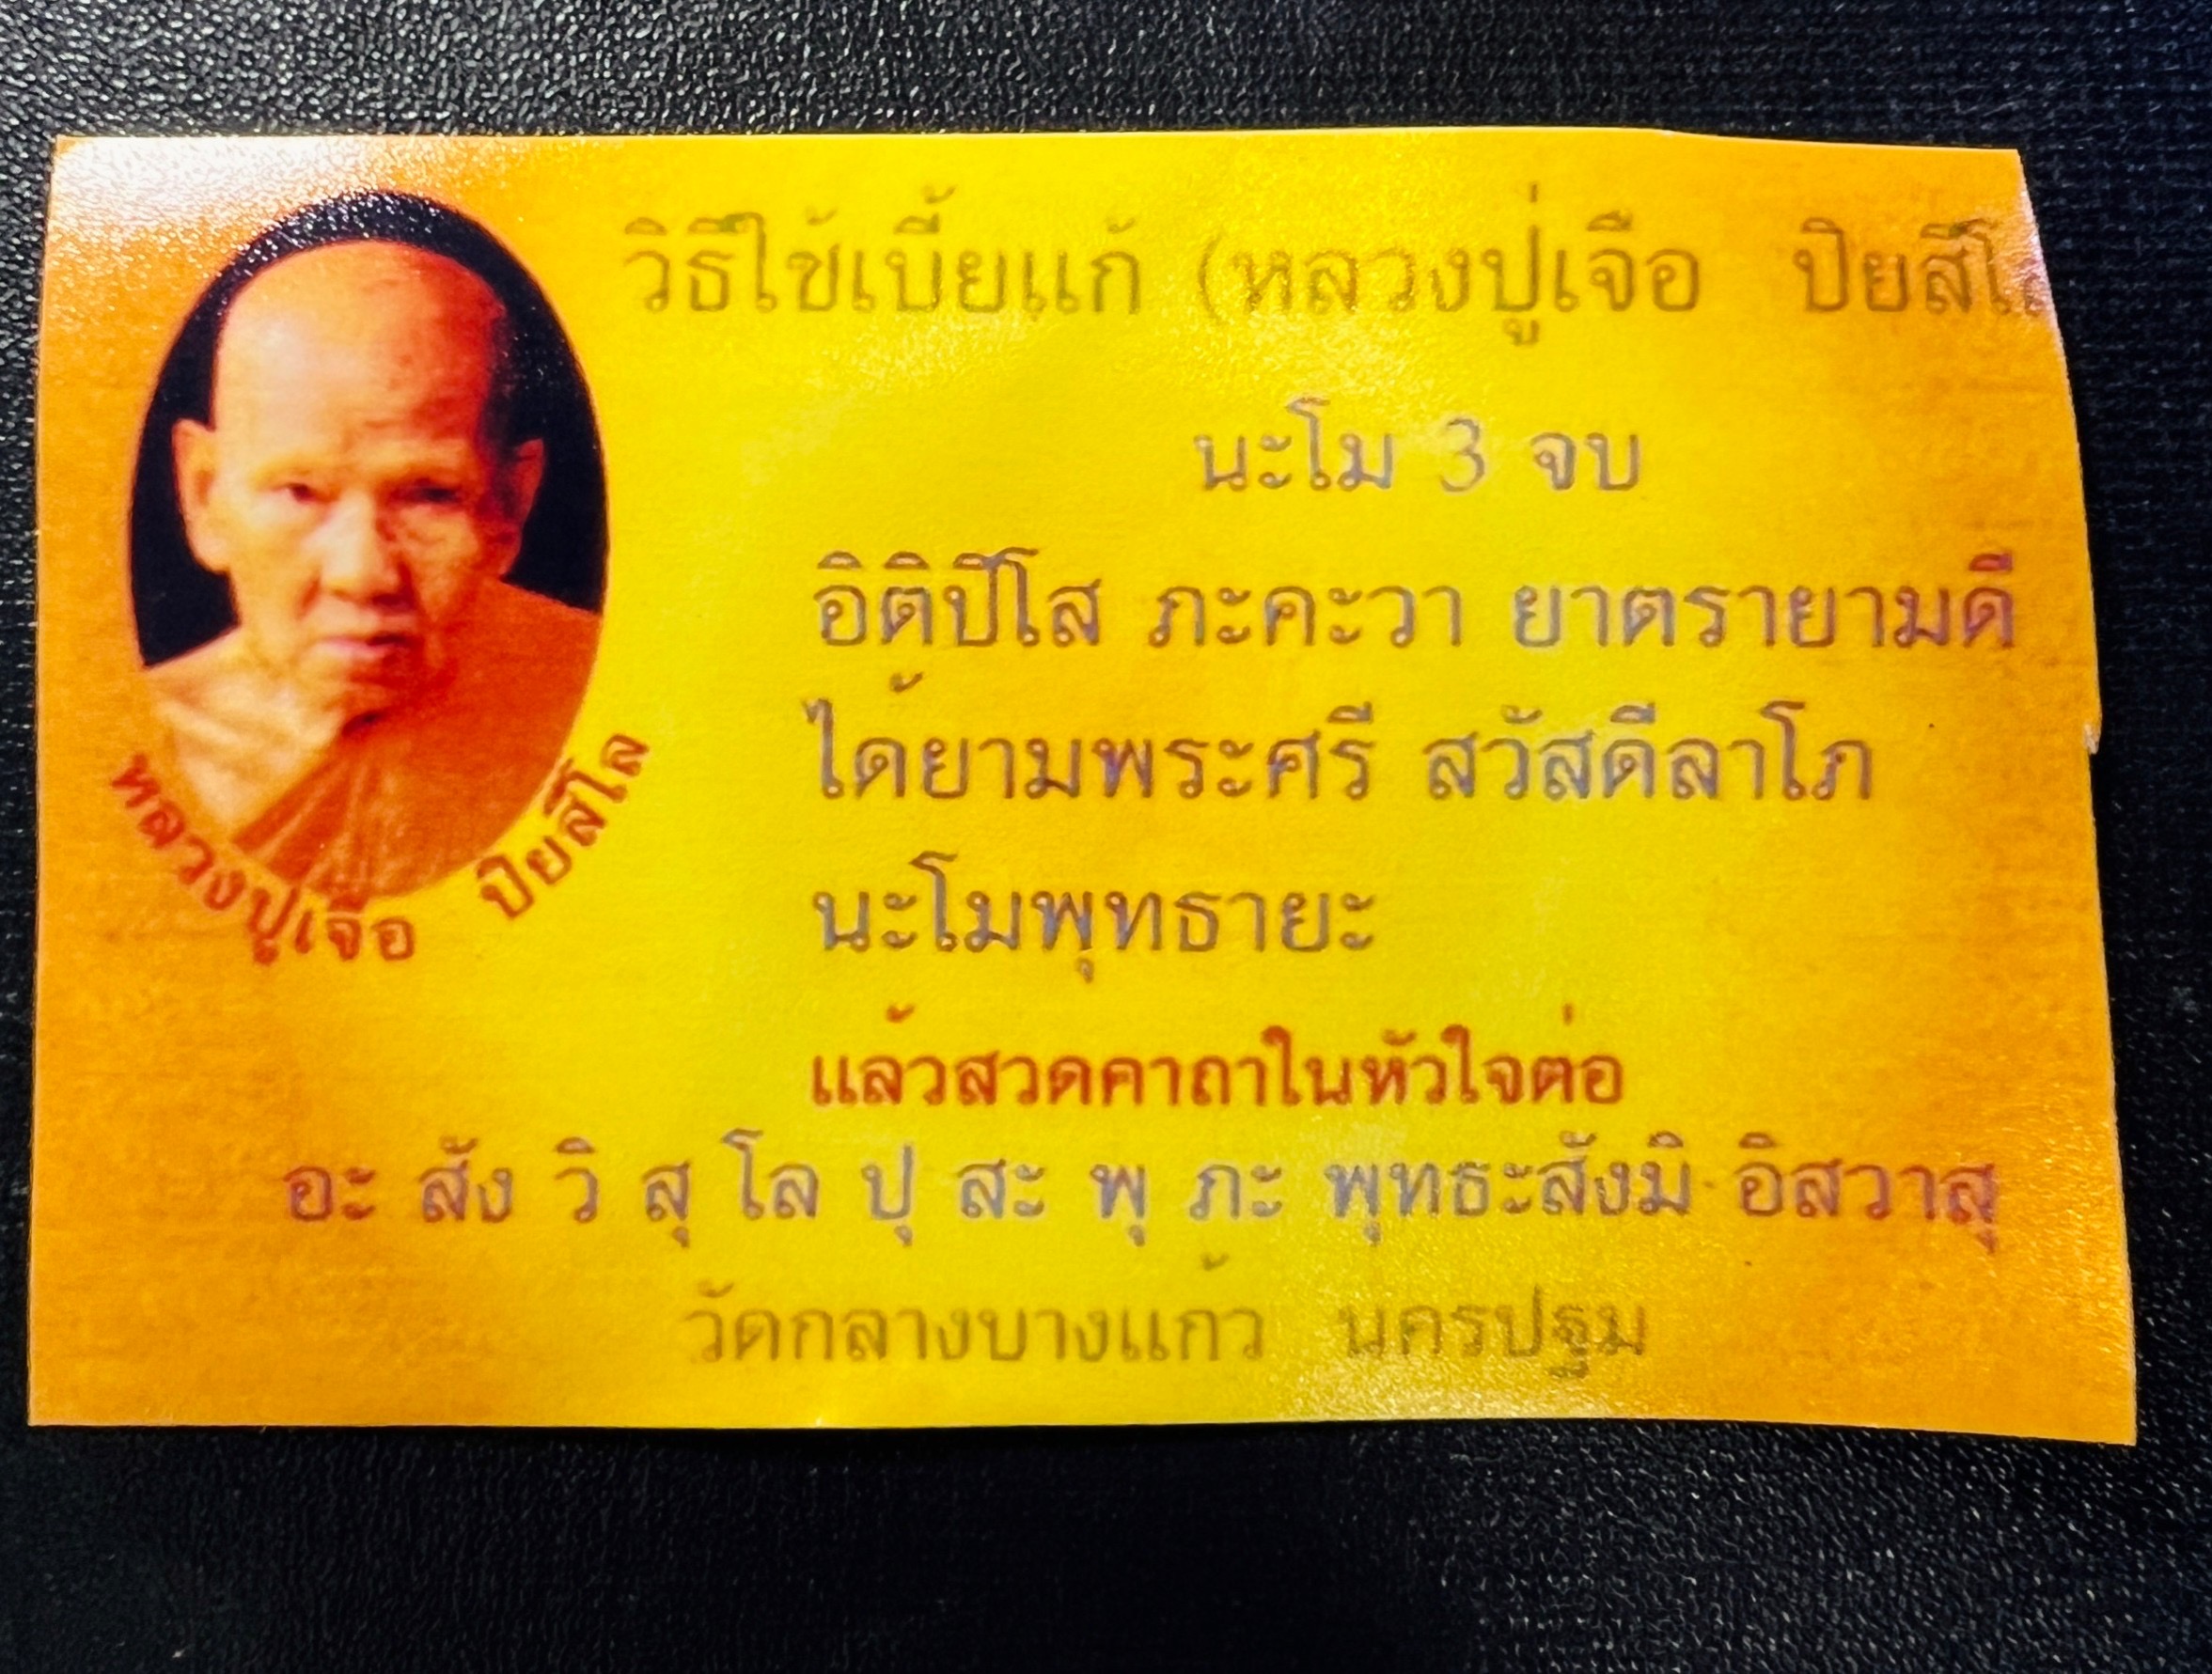 วิธีใช้เบี้ยแก้ (หลวงปู่เจือ ปิยสีโล
นะโม 3 จบ
อิติปิโส ภะคะวา ยาตรายามดี
ได้ยามพระศรี สวัสดีลาโภ
นะโมพุทธายะ
แล้วสวดคาถาในหัวใจต่อ
อะ สัง วิ สุ โล ปุ สะ พุ ภะ พุทธะสังมิ อิสวาสุ
วัดกลางบางแก้ว นครปฐม
หลวงปู่เจือ ปิยสีโล